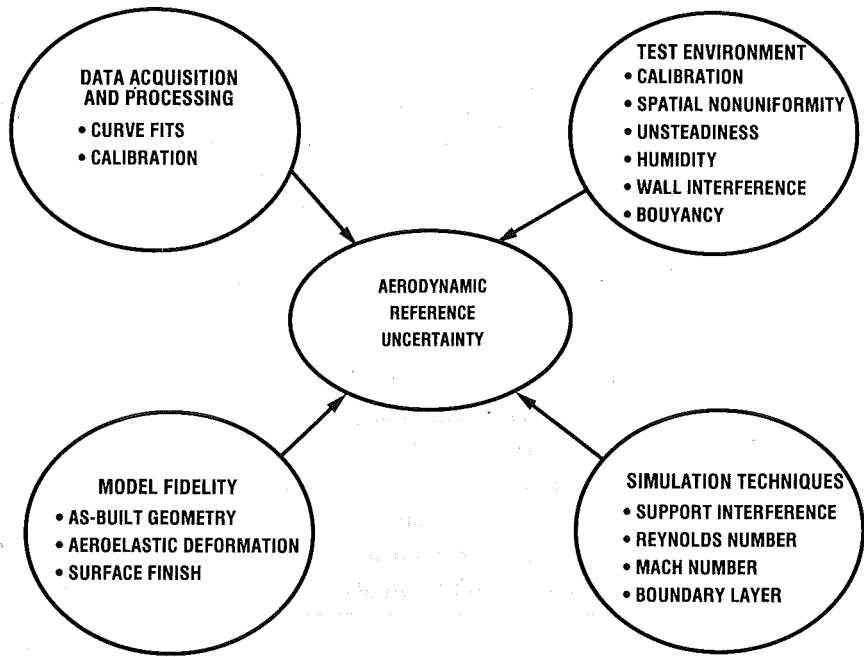 DATA ACQUISITION
AND PROCESSING
• CURVE FITS
• CALIBRATION
TEST ENVIRONMENT
• CALIBRATION
• SPATIAL NONUNIFORMITY
• UNSTEADINESS
• HUMIDITY
• WALL INTERFERENCE
• BOUYANCY
AERODYNAMIC
REFERENCE
UNCERTAINTY
MODEL FIDELITY
• AS-BUILT GEOMETRY
• AEROELASTIC DEFORMATION
• SURFACE FINISH
SIMULATION TECHNIQUES
• SUPPORT INTERFERENCE
• REYNOLDS NUMBER
• MACH NUMBER
• BOUNDARY LAYER